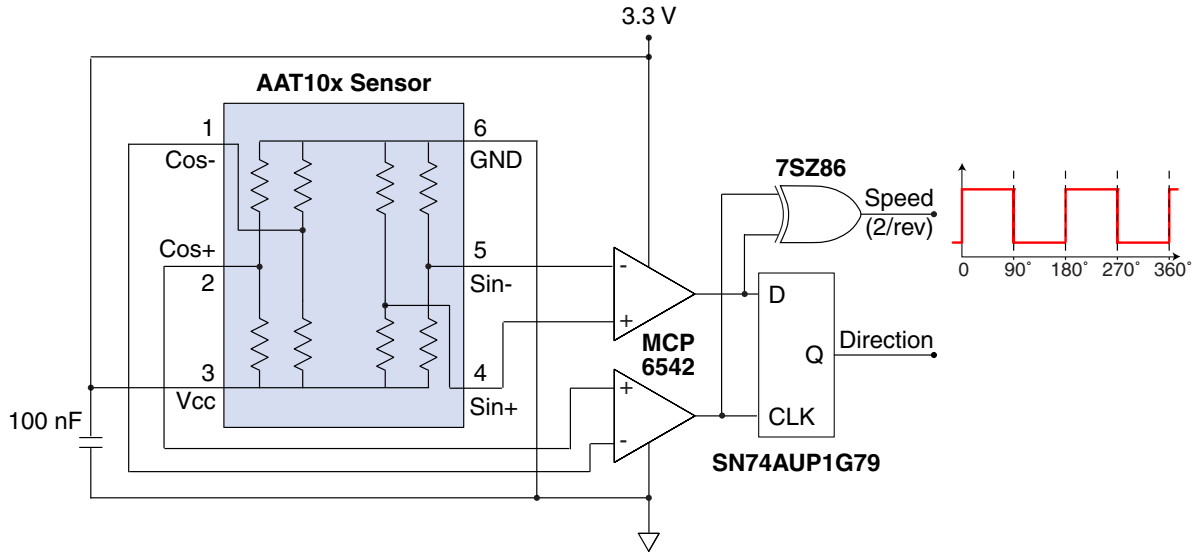 3.3 V
AAT10x Sensor
1
Cos-
6
GND
Cos+
2
5
Sin-
3
Vcc
4
Sin+
100 nF
-
+
MCP
6542
+
-
7SZ86
Speed
(2/rev)
D
Q
CLK
Direction
SN74AUP1G79
0 90° 180° 270° 360°